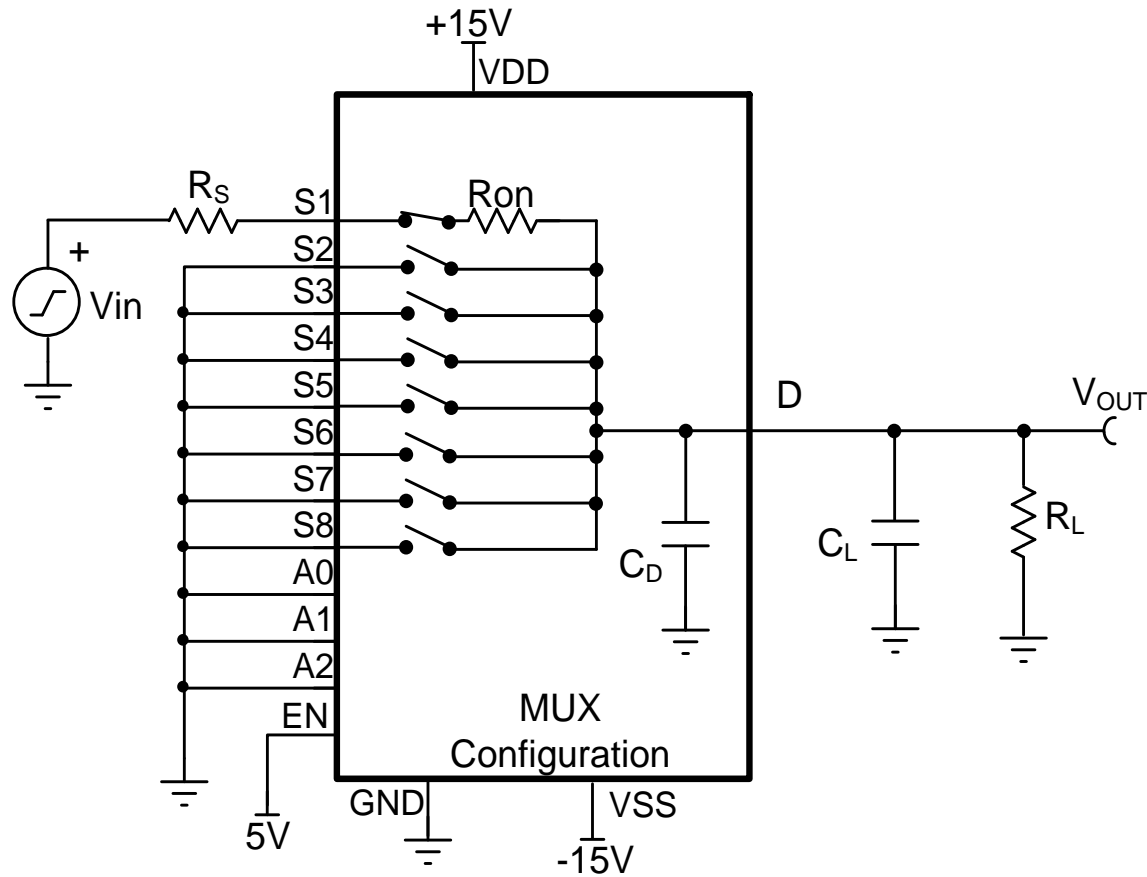 +15V
VDD
RS
S1
Ron
S2
+
Vin
S3
S4
S5
D
VOUT
S6
S7
S8
CD
CL
RL
A0
A1
A2
EN
MUX
Configuration
GND
VSS
5V
-15V